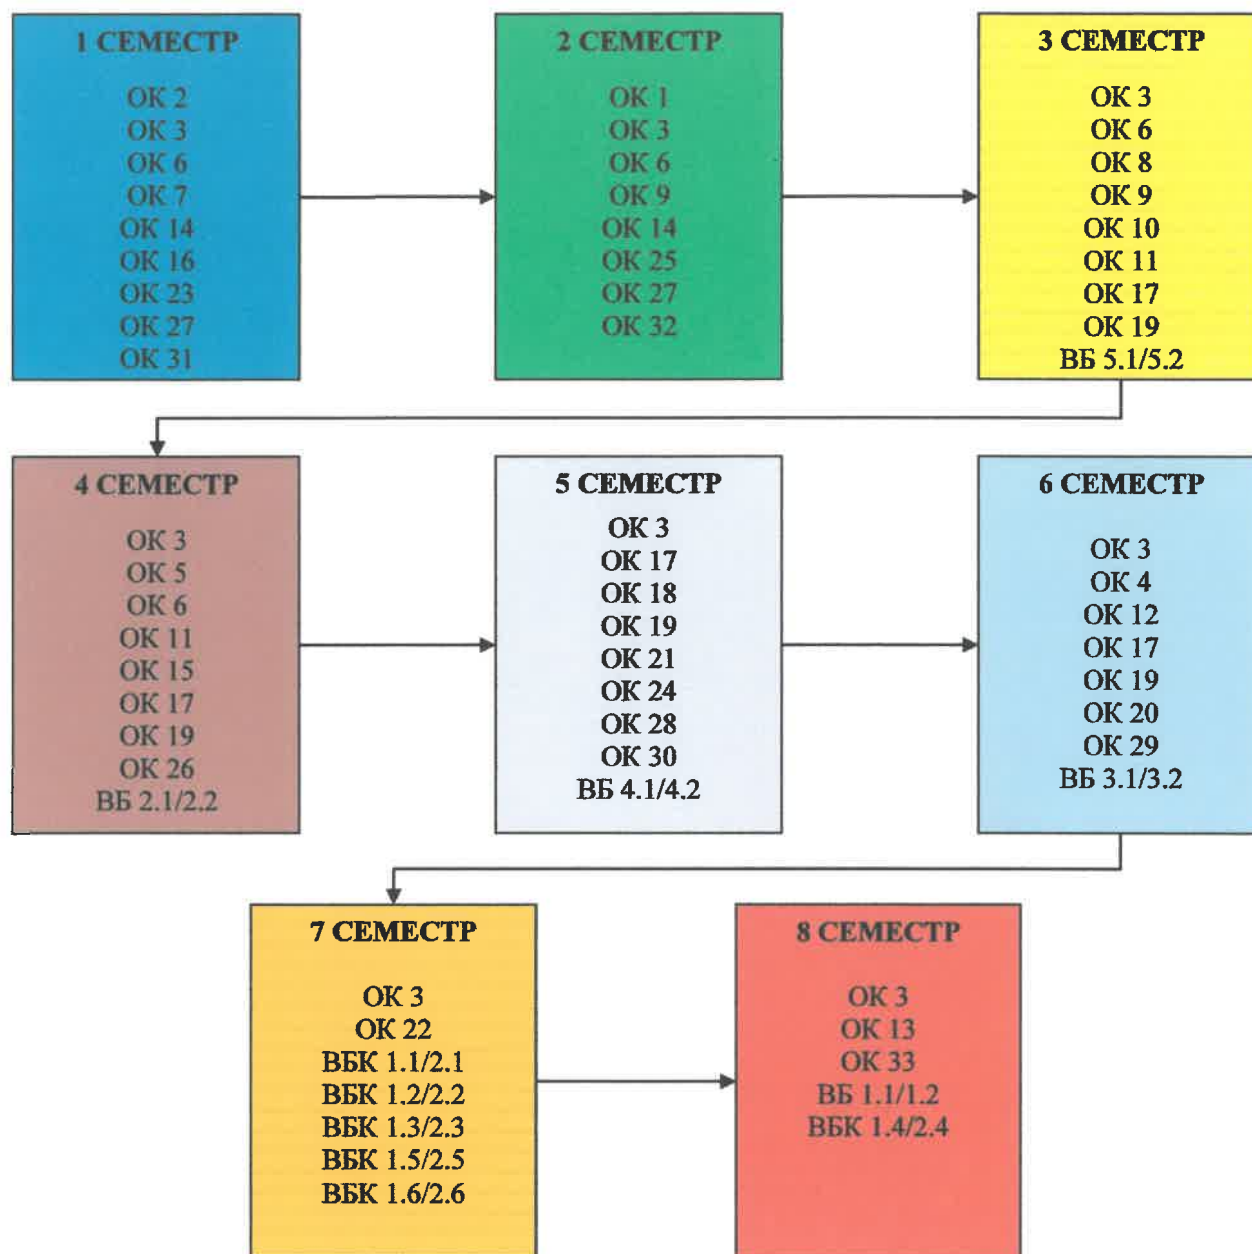 1 СЕМЕСТР
ОК 2
ОК 3
ОК 6
ОК 7
ОК 14
ОК 16
ОК 23
ОК 27
ОК 31
2 СЕМЕСТР
ОК 1
ОК 3
ОК 6
ОК 9
ОК 14
ОК 25
ОК 27
ОК 32
3 СЕМЕСТР
ОК 3
ОК 6
ОК 8
ОК 9
ОК 10
ОК 11
ОК 17
ОК 19
ВБ 5.1/5.2
4 СЕМЕСТР
ОК 3
ОК 5
ОК 6
ОК 11
ОК 15
ОК 17
ОК 19
ОК 26
ВБ 2.1/2.2
5 СЕМЕСТР
ОК 3
ОК 17
ОК 18
ОК 19
ОК 21
ОК 24
ОК 28
ОК 30
ВБ 4.1/4.2
6 СЕМЕСТР
ОК 3
ОК 4
ОК 12
ОК 17
ОК 19
ОК 20
ОК 29
ВБ 3.1/3.2
7 СЕМЕСТР
ОК 3
ОК 22
ВБК 1.1/2.1
ВБК 1.2/2.2
ВБК 1.3/2.3
ВБК 1.5/2.5
ВБК 1.6/2.6
8 СЕМЕСТР
ОК 3
ОК 13
ОК 33
ВБ 1.1/1.2
ВБК 1.4/2.4